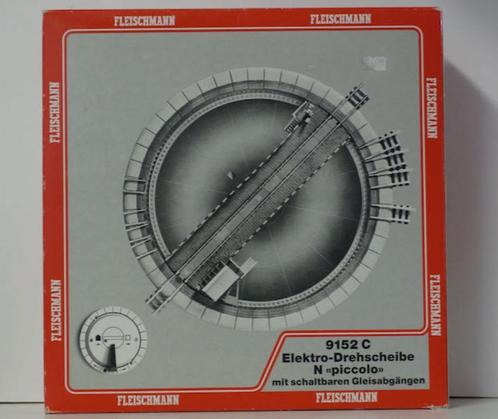 FLEISCHMANN FLEISCHMANN
FLEISCHMANN
FLEISCHMANN
FLEISCHMANN
FLEISCHMANN
9152 C
Elektro-Drehscheibe
N «piccolo»
mit schaltbaren Gleisabgängen
FLEISCHMANN FLEISCHMANN